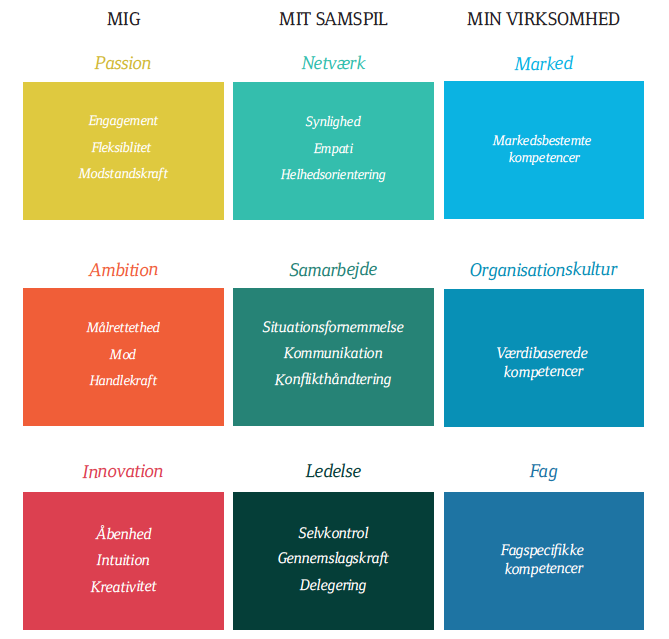 MIG
MIT SAMSPIL
MIN VIRKSOMHED
Passion
Netværk
Marked
Engagement
Fleksiblitet
Modstandskraft
Synlighed
Empati
Helhedsorientering
Markedsbestemte
kompetencer
Ambition
Samarbejde
Organisationskultur
Målrettethed
Mod
Handlekraft
Situationsfornemmelse
Kommunikation
Konflikthåndtering
Værdibaserede
kompetencer
Innovation
Ledelse
Fag
Åbenhed
Intuition
Kreativitet
Selvkontrol
Gennemslagskraft
Delegering
Fagspecifikke
kompetencer